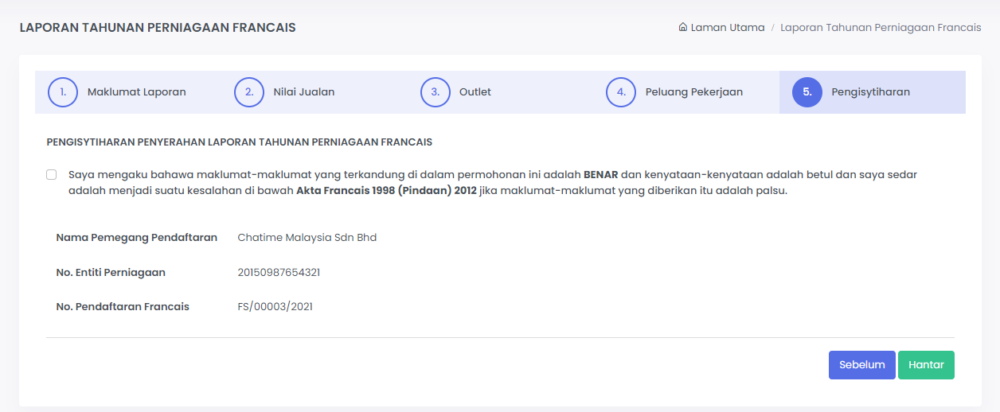 LAPORAN TAHUNAN PERNIAGAAN FRANCAIS
Laman Utama / Laporan Tahunan Perniagaan Francais
1. Maklumat Laporan
2. Nilai Jualan
3. Outlet
4. Peluang Pekerjaan
5. Pengisytiharan
PENGISYTIHARAN PENYERAHAN LAPORAN TAHUNAN PERNIAGAAN FRANCAIS
Saya mengaku bahawa maklumat-maklumat yang terkandung di dalam permohonan ini adalah BENAR dan kenyataan-kenyataan adalah betul dan saya sedar
adalah menjadi suatu kesalahan di bawah Akta Francais 1998 (Pindaan) 2012 jika maklumat-maklumat yang diberikan itu adalah palsu.
Nama Pemegang Pendaftaran Chatime Malaysia Sdn Bhd
No. Entiti Perniagaan 20150987654321
No. Pendaftaran Francais FS/00003/2021
Sebelum Hantar